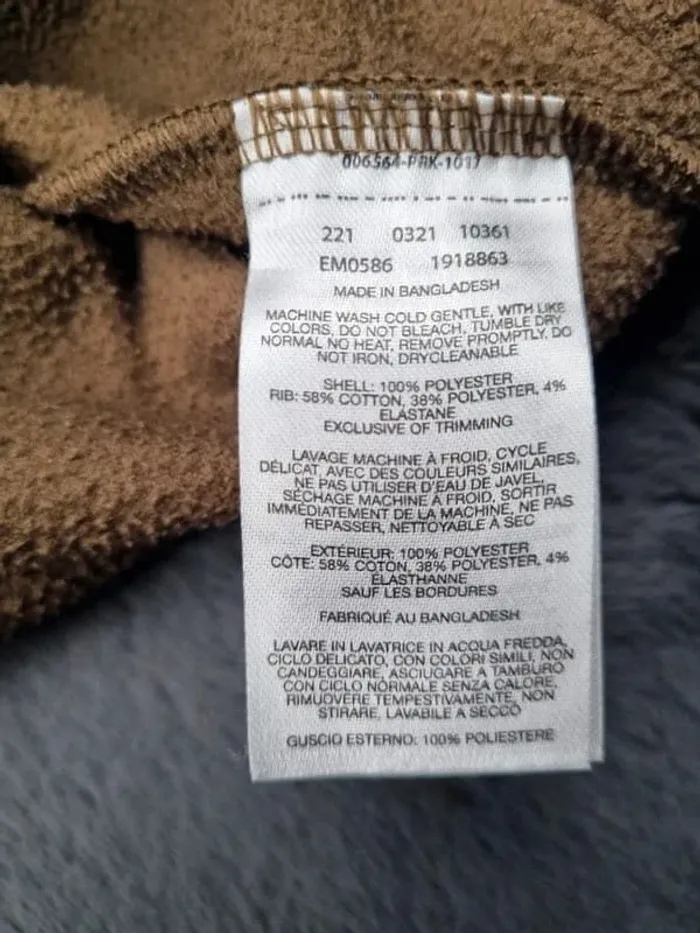 006564-PRK-1017
221 0321 10361
EM0586 1918863
MADE IN BANGLADESH
MACHINE WASH COLD GENTLE, WITH LIKE
COLORS, DO NOT BLEACH, TUMBLE DRY
NORMAL NO HEAT, REMOVE PROMPTLY, DO
NOT IRON, DRYCLEANABLE
SHELL: 100% POLYESTER
RIB: 58% COTTON, 38% POLYESTER, 4%
ELASTANE
EXCLUSIVE OF TRIMMING
LAVAGE MACHINE À FROID, CYCLE
DÉLICAT, AVEC DES COULEURS SIMILAIRES,
NE PAS UTILISER D'EAU DE JAVEL,
SÉCHAGE MACHINE À FROID, SORTIR
IMMÉDIATEMENT DE LA MACHINE, NE PAS
REPASSER, NETTOYABLE À SEC
EXTÉRIEUR: 100% POLYESTER
CÔTE: 58% COTON, 38% POLYESTER, 4%
ÉLASTHANNE
SAUF LES BORDURES
FABRIQUÉ AU BANGLADESH
LAVARE IN LAVATRICE IN ACQUA FREDDA,
CICLO DELICATO, CON COLORI SIMILI, NON
CANDEGGIARE, ASCIUGARE A TAMBURO
CON CICLO NORMALE SENZA CALORE,
RIMUOVERE TEMPESTIVAMENTE, NON
STIRARE, LAVABILE A SECCO
GUSCIO ESTERNO: 100% POLIESTERE